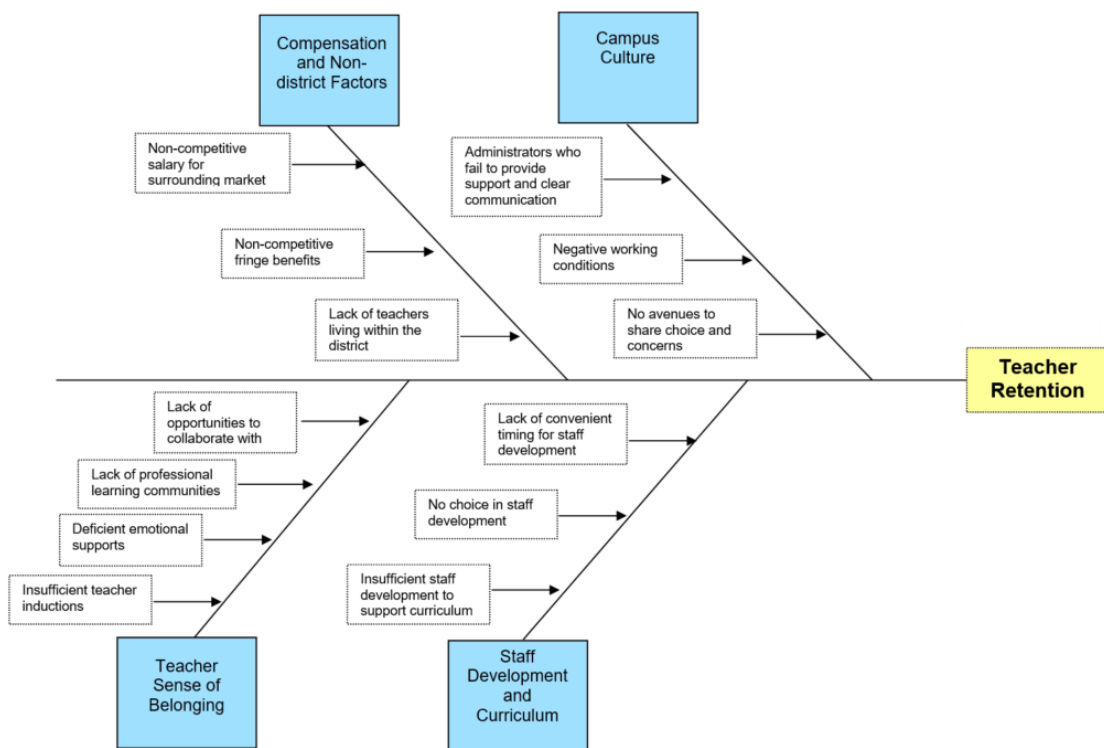 Compensation
and Non-
district Factors
Campus
Culture
Non-competitive
salary for
surrounding market
Administrators who
fail to provide
support and clear
communication
Non-competitive
fringe benefits
Negative working
conditions
Lack of teachers
living within the
district
No avenues to
share choice and
concerns
Teacher
Retention
Lack of
opportunities to
collaborate with
Lack of convenient
timing for staff
development
Lack of professional
learning communities
No choice in staff
development
Deficient emotional
supports
Insufficient teacher
inductions
Insufficient staff
development to
support curriculum
Teacher
Sense of
Belonging
Staff
Development
and
Curriculum